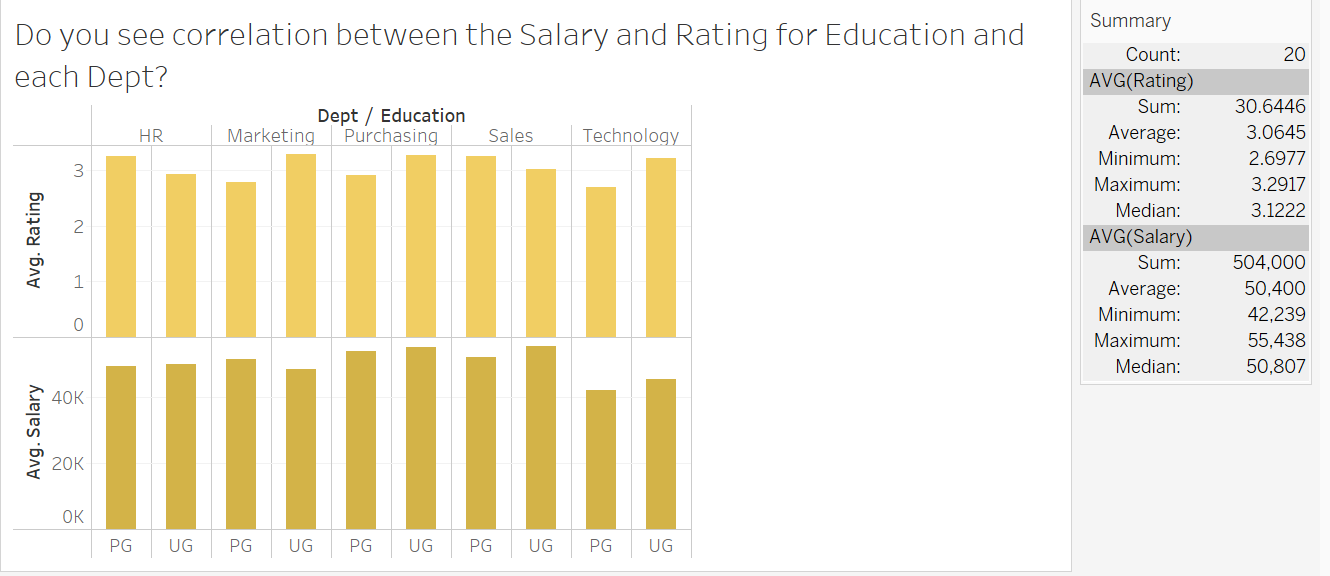 Do you see correlation between the Salary and Rating for Education and
each Dept?
Dept / Education
HR Marketing Purchasing Sales Technology
Avg. Rating
3
2
1
0
Avg. Salary
40K
20K
0K
PG UG PG UG PG UG PG UG PG UG
Summary
Count: 20
AVG(Rating)
Sum: 30.6446
Average: 3.0645
Minimum: 2.6977
Maximum: 3.2917
Median: 3.1222
AVG(Salary)
Sum: 504,000
Average: 50,400
Minimum: 42,239
Maximum: 55,438
Median: 50,807